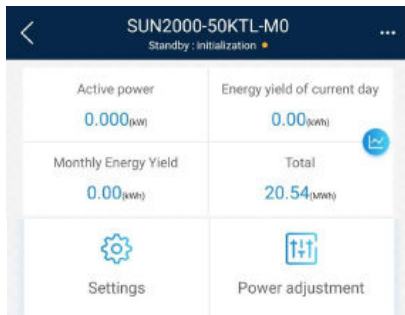 SUN2000-50KTL-M0
Standby : initialization
Active power
Energy yield of current day
0.000(kW)
0.00(kWh)
Monthly Energy Yield
Total
0.00(kWh)
20.54(MWh)
Settings
Power adjustment